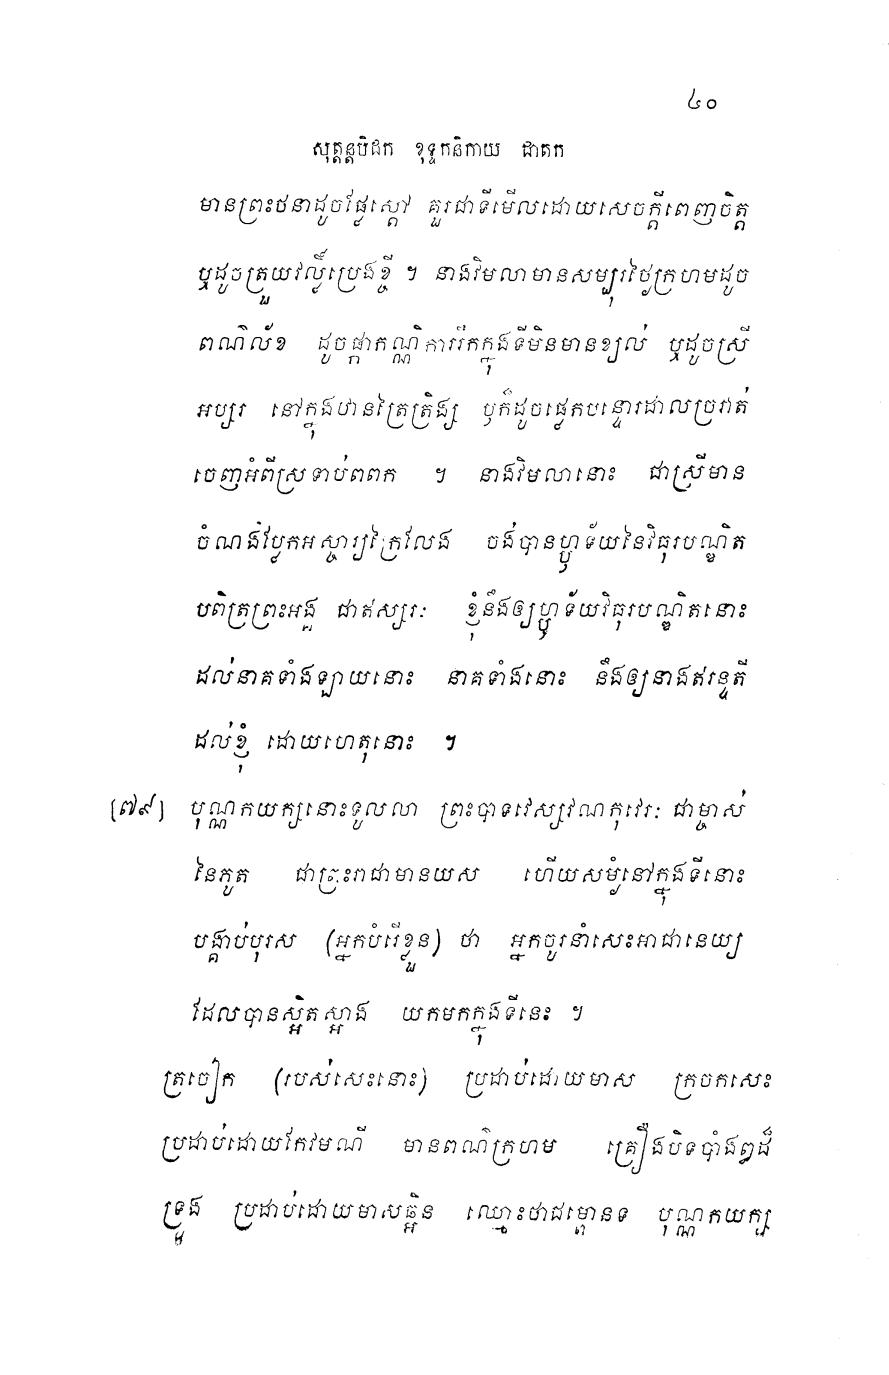 ៤០
សុត្តន្តបិដក ខុទ្ទកនិកាយ ជាតក
មានព្រះថនាដូចផ្លែស្តៅ គួរជាទីមើលដោយសេចក្តីពេញចិត្ត
ឬដូចត្រួយវល្លិ៍ប្រេងខ្ចី ។ នាងវិមលាមានសម្បុរថ្លៃក្រហមដូច
ពណ៌ល័ខ ដូចផ្កាកណ្ណិការរីកក្នុងទីមិនមានខ្យល់ ឬដូចស្រី
អប្សរ នៅក្នុងឋានត្រៃត្រិង្ស ឫក៏ដូចផ្លេកបន្ទោរដាលច្រវាត់
ចេញអំពីស្រទាប់ពពក ។ នាងវិមលានោះ ជាស្រីមាន
ចំណង់ប្លែកអស្ចារ្យក្រៃលែង ចង់បានហ្ឫទ័យនៃវិធុរបណ្ឌិត
បពិត្រព្រះអង្គ ជាឥស្សរៈ ខ្ញុំនឹងឲ្យហ្ឫទ័យវិធុរបណ្ឌិតនោះ
ដល់នាគទាំងឡាយនោះ នាគទាំងនោះ នឹងឲ្យនាងឥរន្ទតី
ដល់ខ្ញុំ ដោយហេតុនោះ ។
[៧៩] បុណ្ណកយក្សនោះទូលលា ព្រះបាទវេស្សវណកុវេរៈ ជាម្ចាស់
នៃភូត ជាព្រះរាជាមានយស ហើយសម្ងំនៅក្នុងទីនោះ
បង្គាប់បុរស (អ្នកបំរើខ្លួន) ថា អ្នកចូរនាំសេះអាជានេយ្យ
ដែលបានស្អិតស្អាង យកមកក្នុងទីនេះ ។
ត្រចៀក (របស់សេះនោះ) ប្រដាប់ដោយមាស ក្រចកសេះ
ប្រដាប់ដោយកែវមណី មានពណ៌ក្រហម គ្រឿងបិទបាំងឰដ៏
ទ្រូង ប្រដាប់ដោយមាសឆ្អិន ឈ្មោះថាជម្ពោនទ បុណ្ណកយក្ស